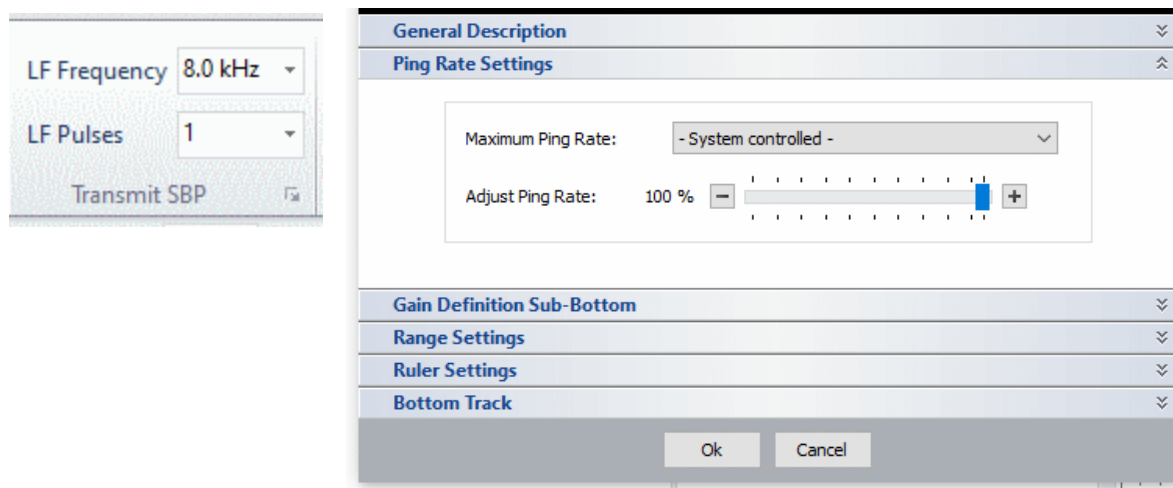 LF Frequency 8.0 kHz
LF Pulses 1
Transmit SBP
General Description
Ping Rate Settings
Maximum Ping Rate: - System controlled -
Adjust Ping Rate: 100 % − +
Gain Definition Sub-Bottom
Range Settings
Ruler Settings
Bottom Track
Ok Cancel